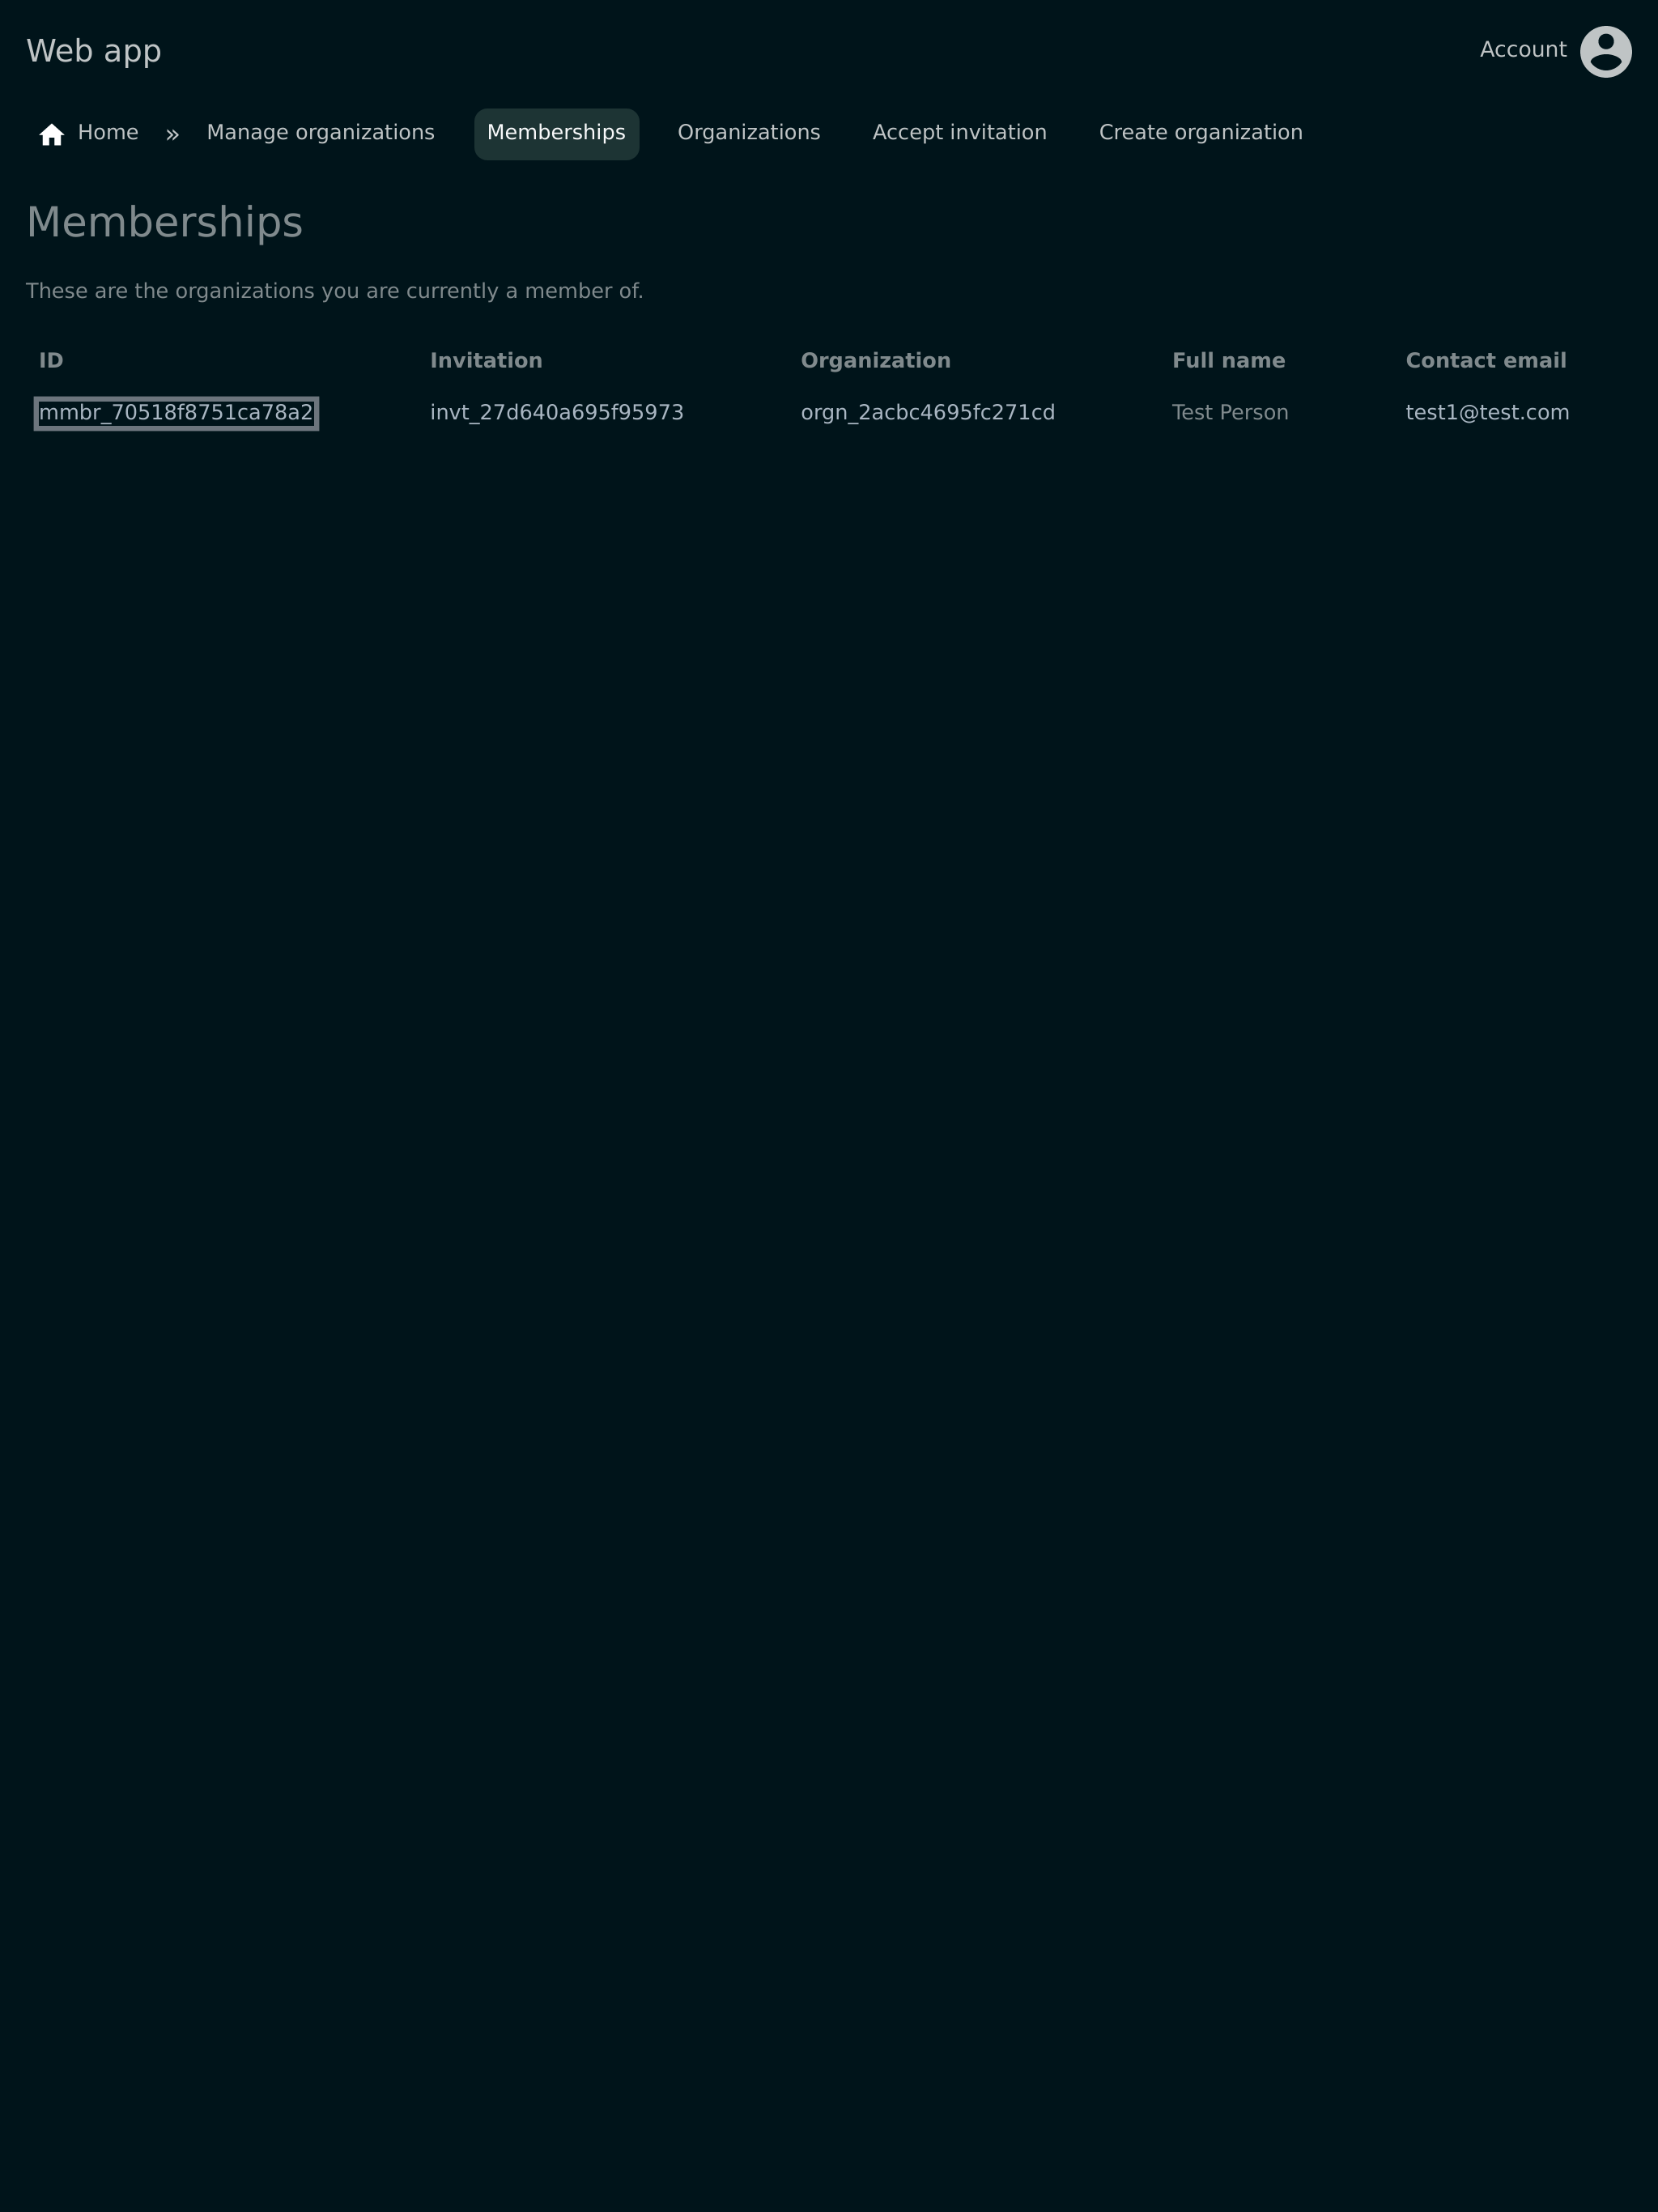 Web app
Account
Home » Manage organizations Memberships Organizations Accept invitation Create organization
Memberships
These are the organizations you are currently a member of.
ID Invitation Organization Full name Contact email
mmbr_70518f8751ca78a2 invt_27d640a695f95973 orgn_2acbc4695fc271cd Test Person test1@test.com